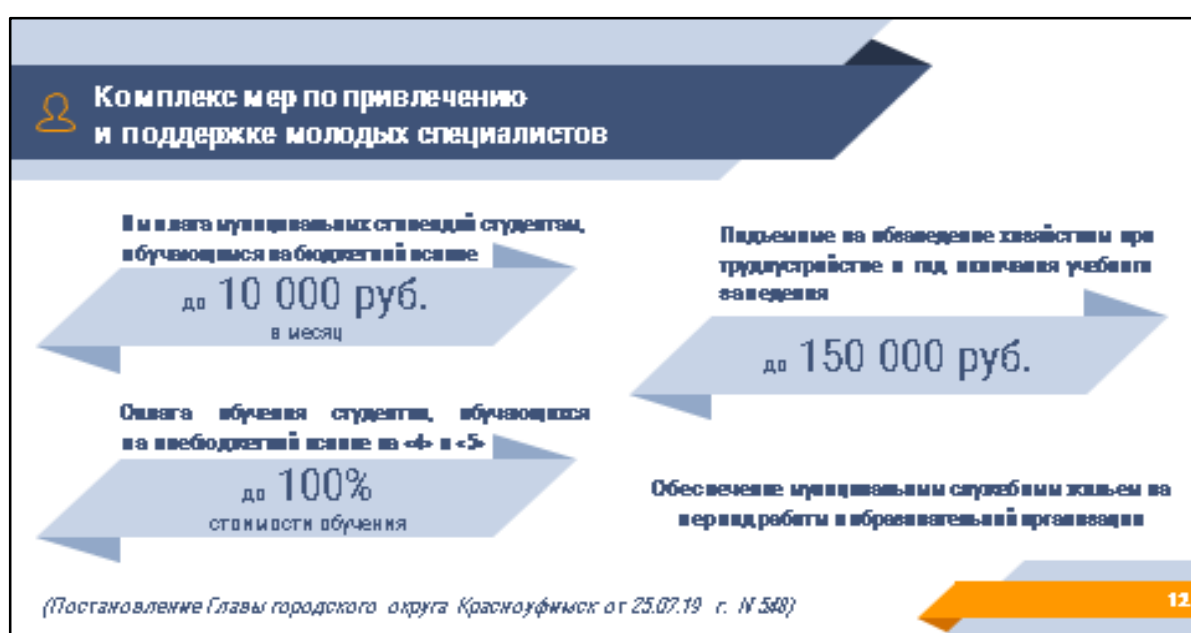 Комплекс мер по привлечению
и поддержке молодых специалистов
Выплата муниципальных стипендий студентам,
обучающимся на бюджетной основе
до 10 000 руб.
в месяц
Оплата обучения студентам, обучающихся
на внебюджетной основе на «4» и «5»
до 100%
стоимости обучения
Подъемные на обзаведение хозяйством при
трудоустройстве в год окончания учебного
заведения
до 150 000 руб.
Обеспечение муниципальным служебным жильем на
период работы в образовательной организации
(Постановление Главы городского округа Красноуфимск от 25.07.19 г. N 548)
12